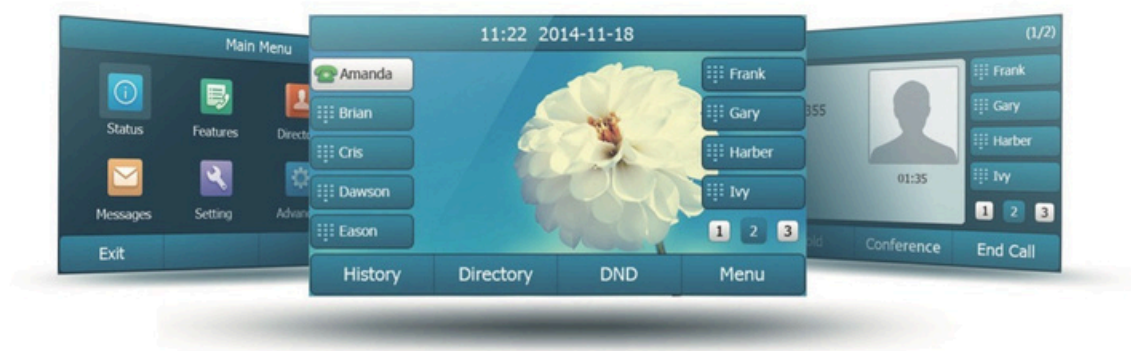 Main Menu
Status
Features
Directo
Messages
Setting
Advan
Exit
11:22 2014-11-18
Amanda
Brian
Cris
Dawson
Eason
Frank
Gary
Harber
Ivy
1 2 3
History
Directory
DND
Menu
(1/2)
355
01:35
Frank
Gary
Harber
Ivy
1 2 3
Conference
End Call